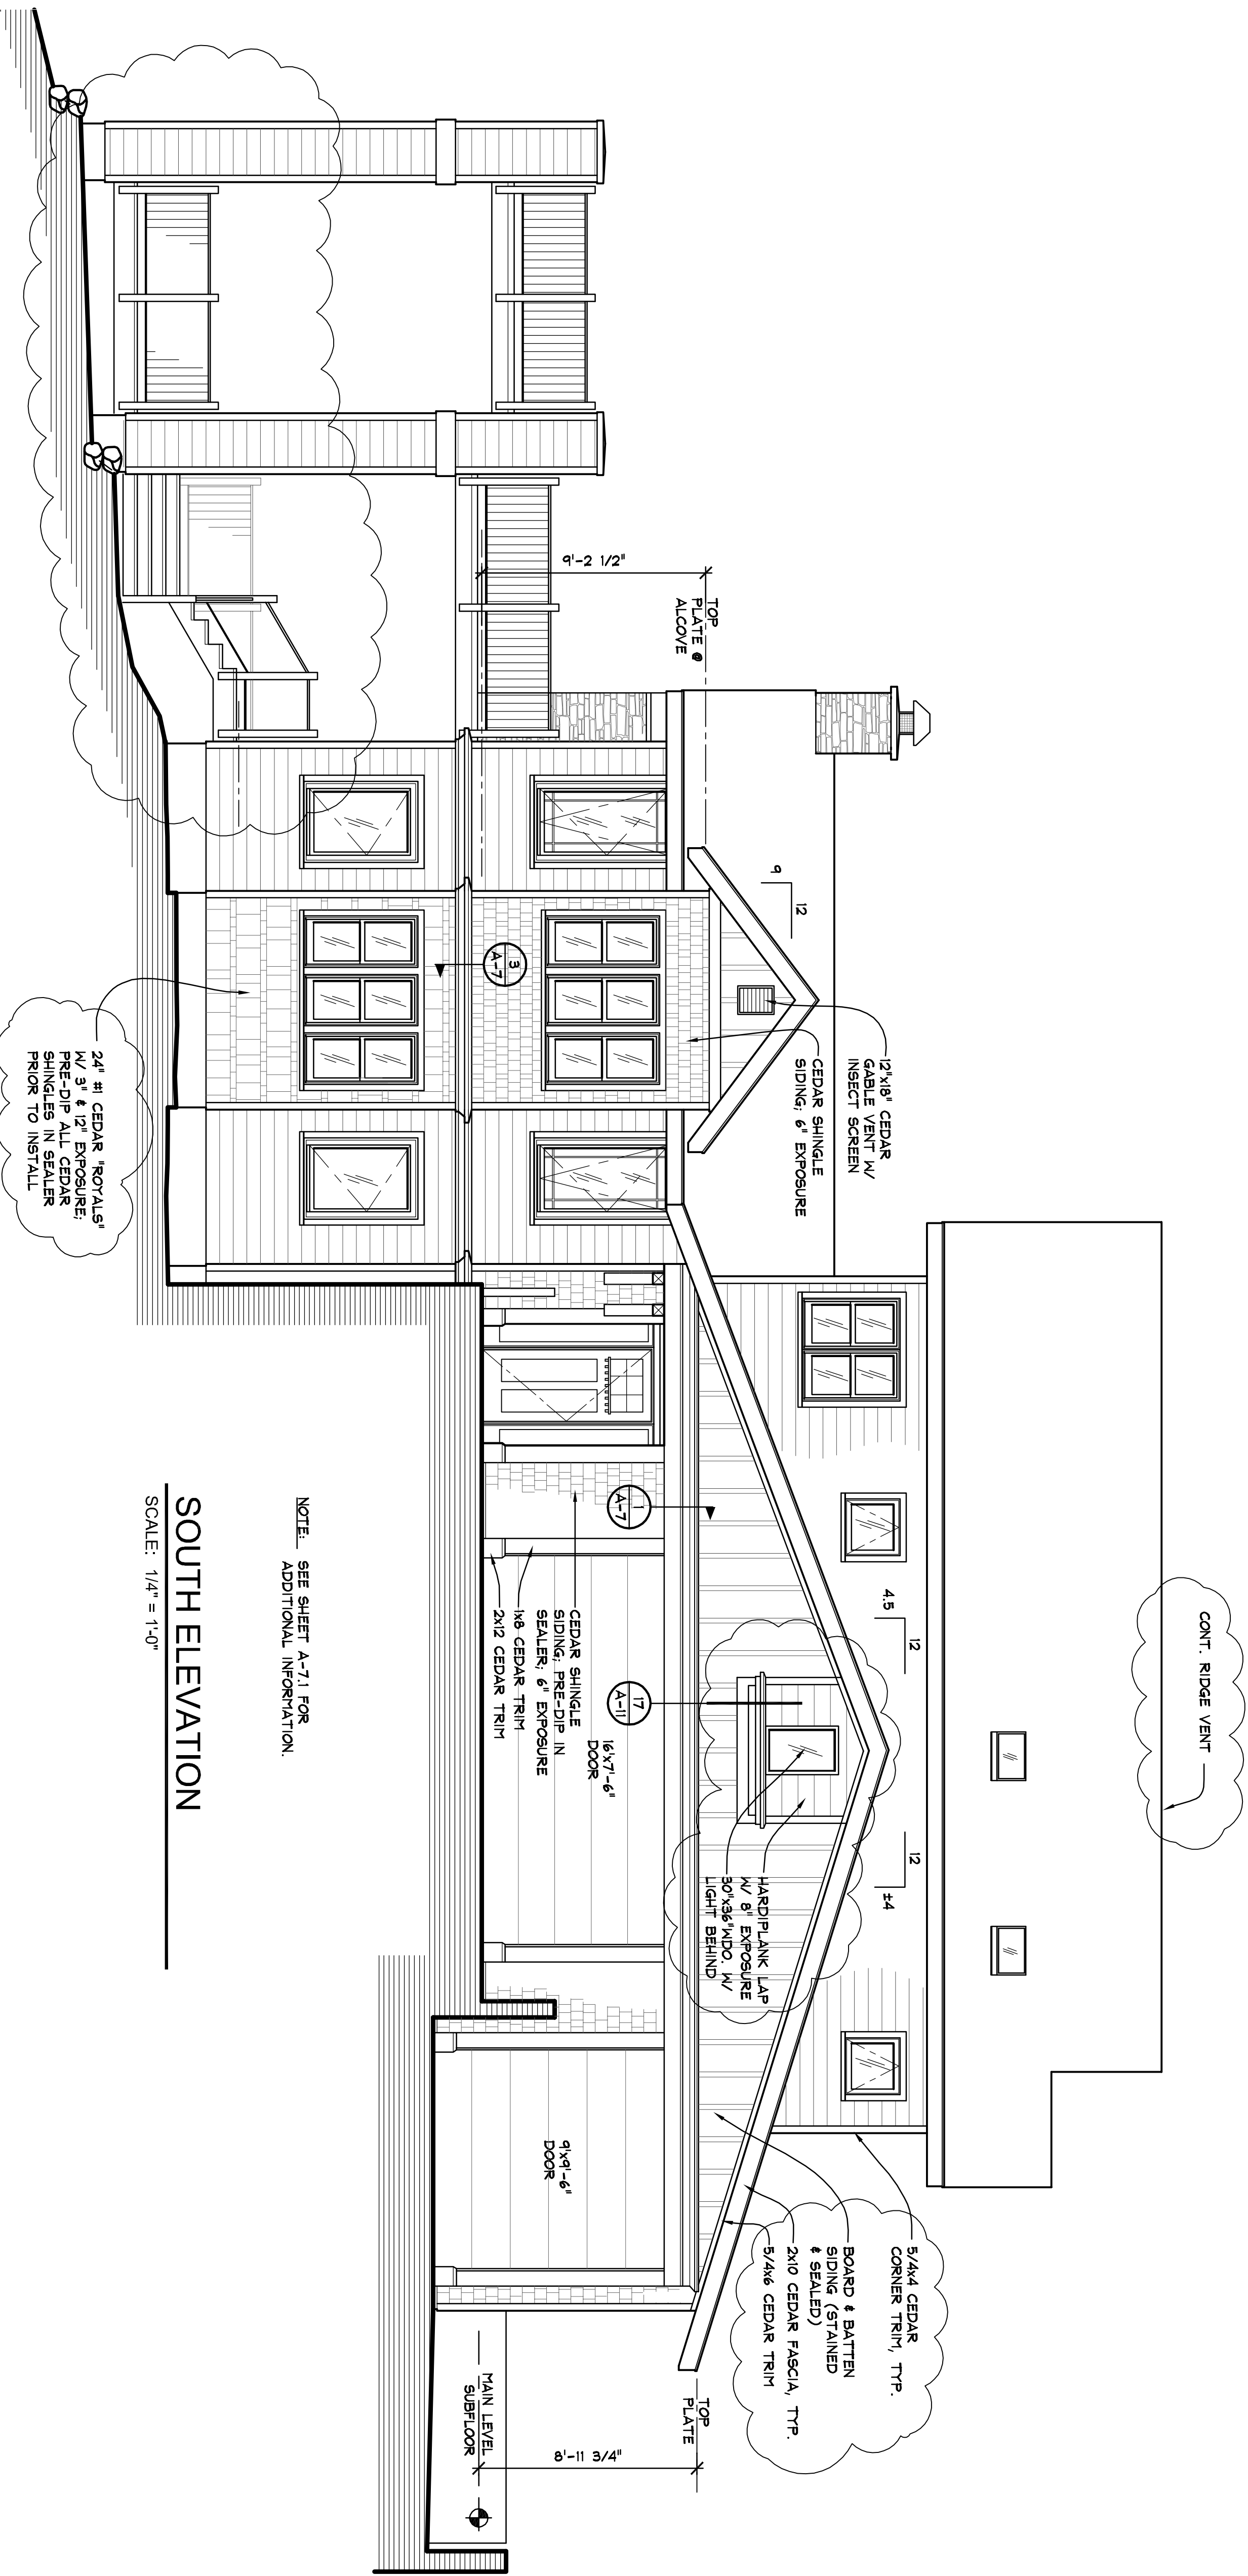 CONT. RIDGE VENT
12"x18" CEDAR
GABLE VENT W/
INSECT SCREEN
CEDAR SHINGLE
SIDING; 6" EXPOSURE
9
12
TOP
PLATE @
ALCOVE
9'-2 1/2"
4.5
12
12
±4
5/4x4 CEDAR
CORNER TRIM, TYP.
BOARD & BATTEN
SIDING (STAINED
& SEALED)
2x10 CEDAR FASCIA, TYP.
5/4x6 CEDAR TRIM
HARDIPLANK LAP
W/ 8" EXPOSURE
30"x36"WDO. W/
LIGHT BEHIND
TOP
PLATE
8'-11 3/4"
MAIN LEVEL
SUBFLOOR
3
A-7
1
A-7
17
A-11
16'x7'-6"
DOOR
9'x9'-6"
DOOR
CEDAR SHINGLE
SIDING; PRE-DIP IN
SEALER; 6" EXPOSURE
1x8 CEDAR TRIM
2x12 CEDAR TRIM
24" #1 CEDAR "ROYALS"
W/ 3" & 12" EXPOSURE;
PRE-DIP ALL CEDAR
SHINGLES IN SEALER
PRIOR TO INSTALL
NOTE: SEE SHEET A-7.1 FOR
ADDITIONAL INFORMATION.
SOUTH ELEVATION
SCALE: 1/4" = 1'-0"